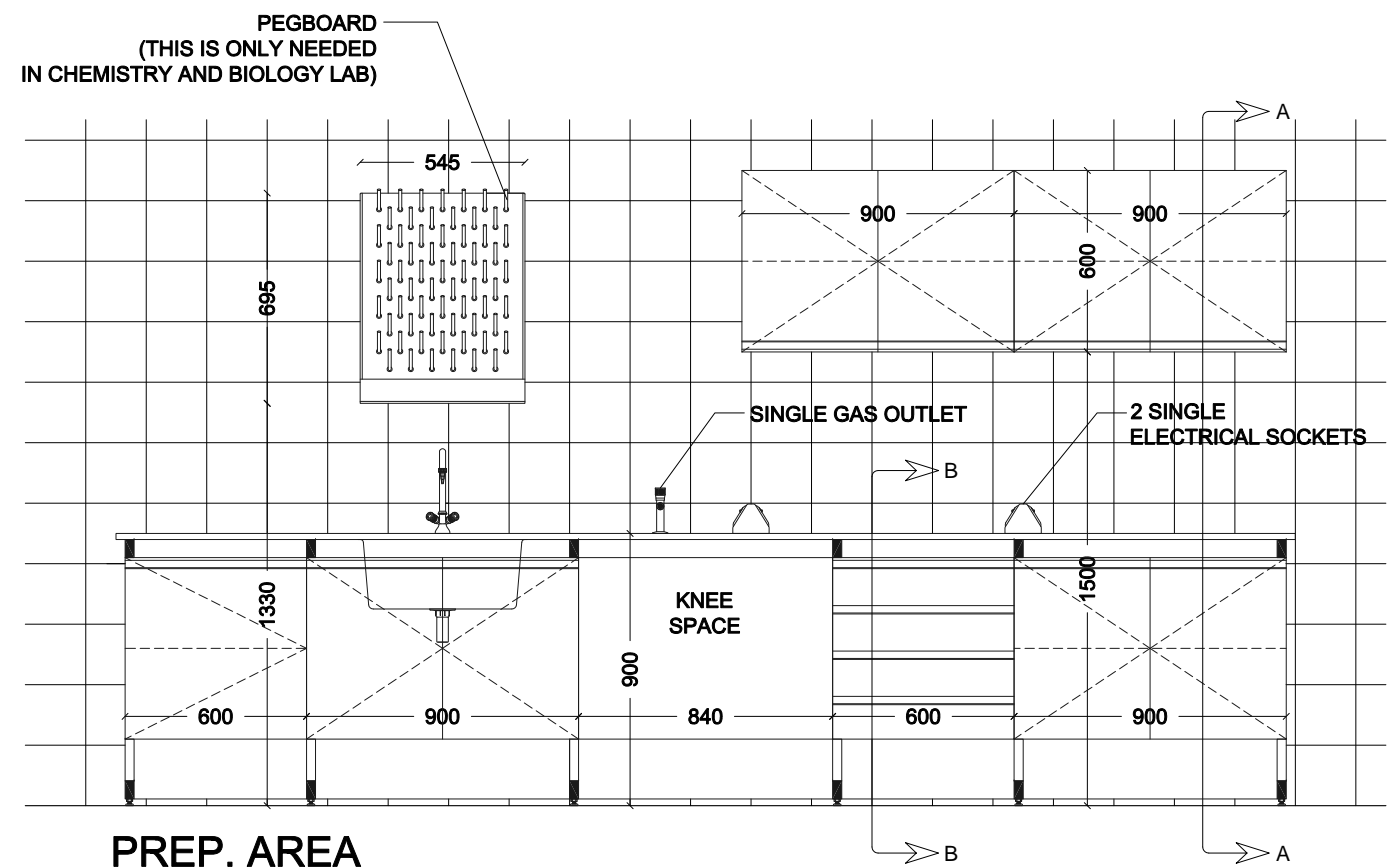 PEGBOARD
(THIS IS ONLY NEEDED
IN CHEMISTRY AND BIOLOGY LAB)
A
545
900
900
600
695
SINGLE GAS OUTLET
2 SINGLE
ELECTRICAL SOCKETS
B
1330
KNEE
SPACE
900
1500
600
900
840
600
900
PREP. AREA
B
A